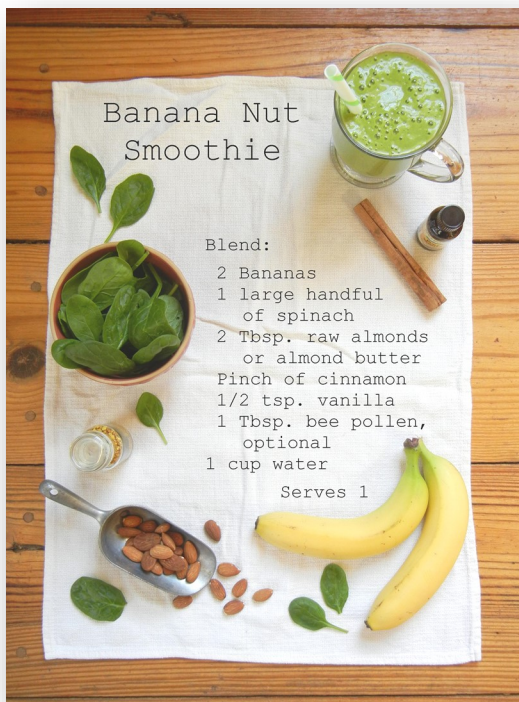 Banana Nut
Smoothie
Blend:
2 Bananas
1 large handful
of spinach
2 Tbsp. raw almonds
or almond butter
Pinch of cinnamon
1/2 tsp. vanilla
1 Tbsp. bee pollen,
optional
1 cup water
Serves 1